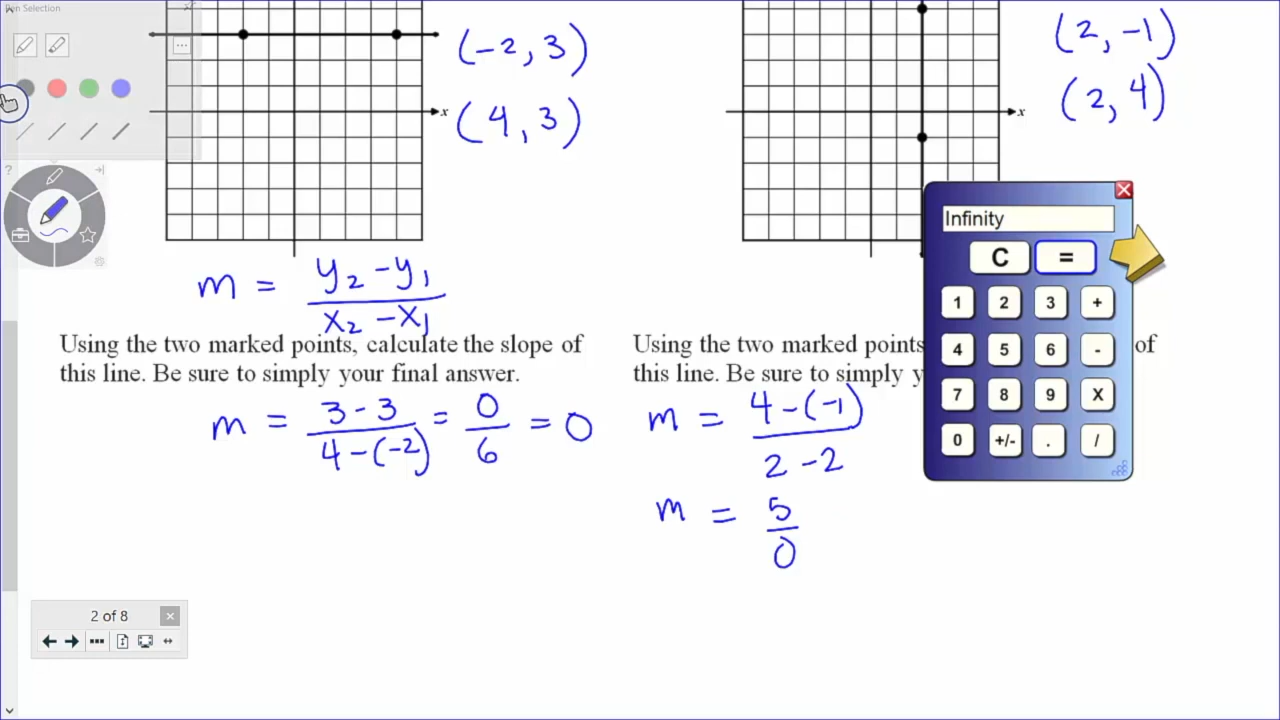 Pen Selection
...
(-2, 3)
(4, 3)
x
(2, -1)
(2, 4)
x
?
m = y₂ - y₁ / x₂ - x₁
Using the two marked points, calculate the slope of
this line. Be sure to simply your final answer.
m = 3 - 3 / 4 - (-2) = 0 / 6 = 0
Using the two marked points of
this line. Be sure to simply y
m = 4 - (-1) / 2 - 2
m = 5 / 0
Infinity
C =
1 2 3 +
4 5 6 -
7 8 9 X
0 +/- . /
2 of 8